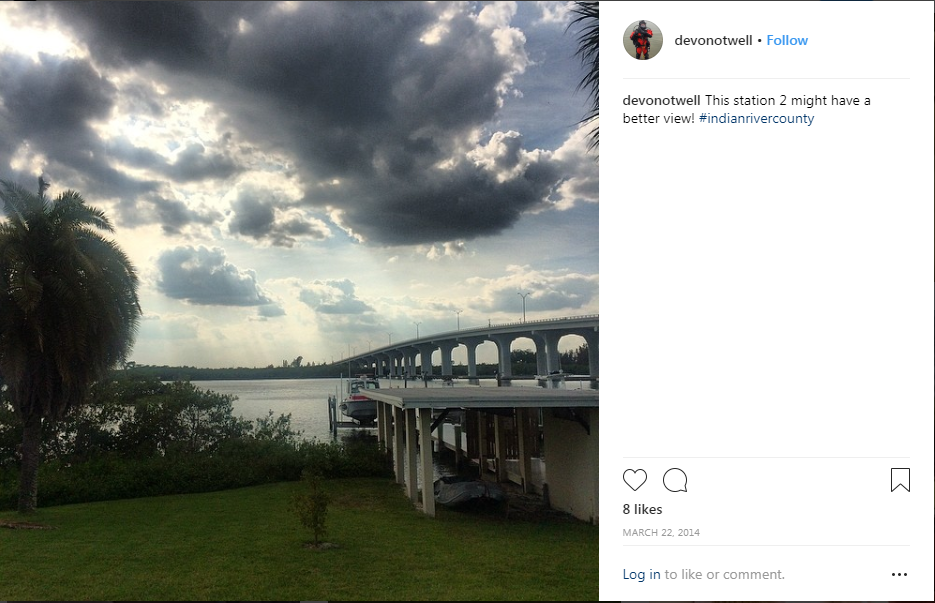 devonotwell • Follow
devonotwell This station 2 might have a
better view! #indianrivercounty
8 likes
MARCH 22, 2014
Log in to like or comment.